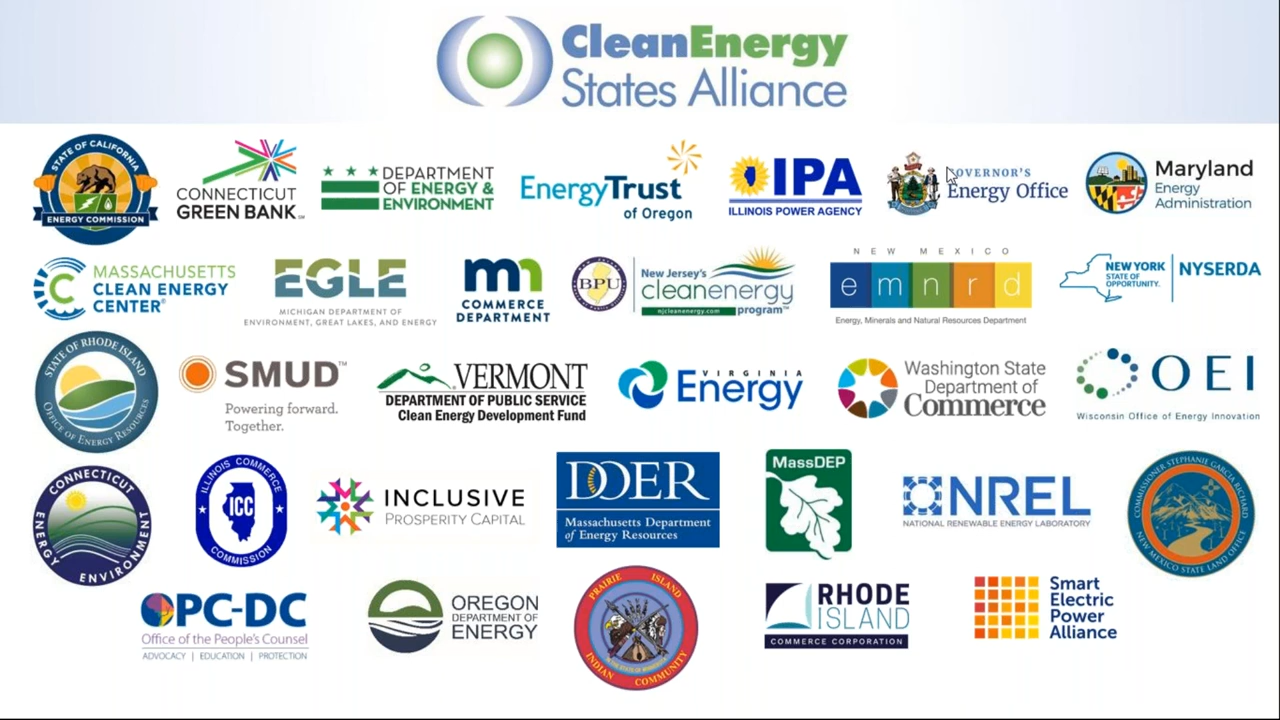 CleanEnergy
States Alliance
STATE OF CALIFORNIA
ENERGY COMMISSION
CONNECTICUT
GREEN BANK
DEPARTMENT
OF ENERGY &
ENVIRONMENT
EnergyTrust
of Oregon
IPA
ILLINOIS POWER AGENCY
OVERNOR'S
Energy Office
Maryland
Energy
Administration
MASSACHUSETTS
CLEAN ENERGY
CENTER®
EGLE
MICHIGAN DEPARTMENT OF
ENVIRONMENT, GREAT LAKES, AND ENERGY
mn
COMMERCE
DEPARTMENT
BPU
New Jersey's
cleanenergy
program™
njcleanenergy.com
NEW MEXICO
emnrd
Energy, Minerals and Natural Resources Department
NEW YORK
STATE OF
OPPORTUNITY.
NYSERDA
STATE OF RHODE ISLAND
OFFICE OF ENERGY RESOURCES
SMUD™
Powering forward.
Together.
VERMONT
DEPARTMENT OF PUBLIC SERVICE
Clean Energy Development Fund
VIRGINIA
Energy
Washington State
Department of
Commerce
OEI
Wisconsin Office of Energy Innovation
CONNECTICUT
ENERGY
ENVIRONMENT
ILLINOIS COMMERCE
ICC
COMMISSION
INCLUSIVE
PROSPERITY CAPITAL
DOER
Massachusetts Department
of Energy Resources
MassDEP
NREL
NATIONAL RENEWABLE ENERGY LABORATORY
COMMISSIONER STEPHANIE GARCIA RICHARD
NEW MEXICO STATE LAND OFFICE
OPC-DC
Office of the People's Counsel
ADVOCACY | EDUCATION | PROTECTION
OREGON
DEPARTMENT OF
ENERGY
PRAIRIE ISLAND
INDIAN COMMUNITY
RHODE
ISLAND
COMMERCE CORPORATION
Smart
Electric
Power
Alliance